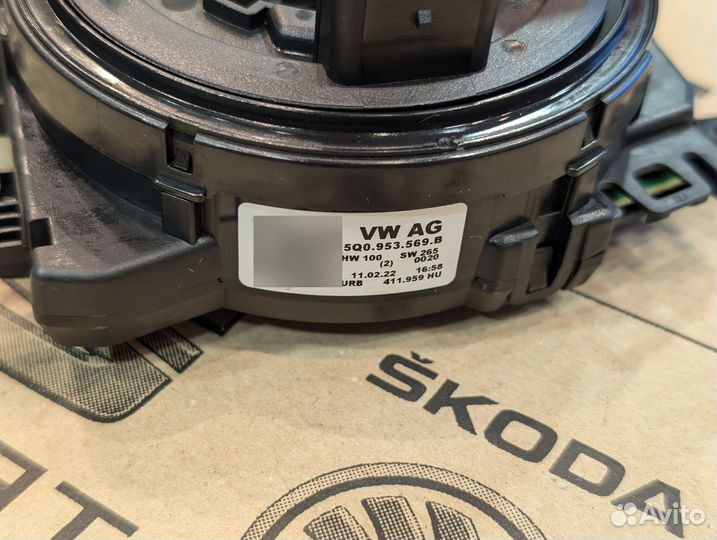 VW AG
5Q0.953.569.B
HW 100 SW 265
(2) 0020
11.02.22 16:58
URB 411.959 HU
ŠKODA
Avito